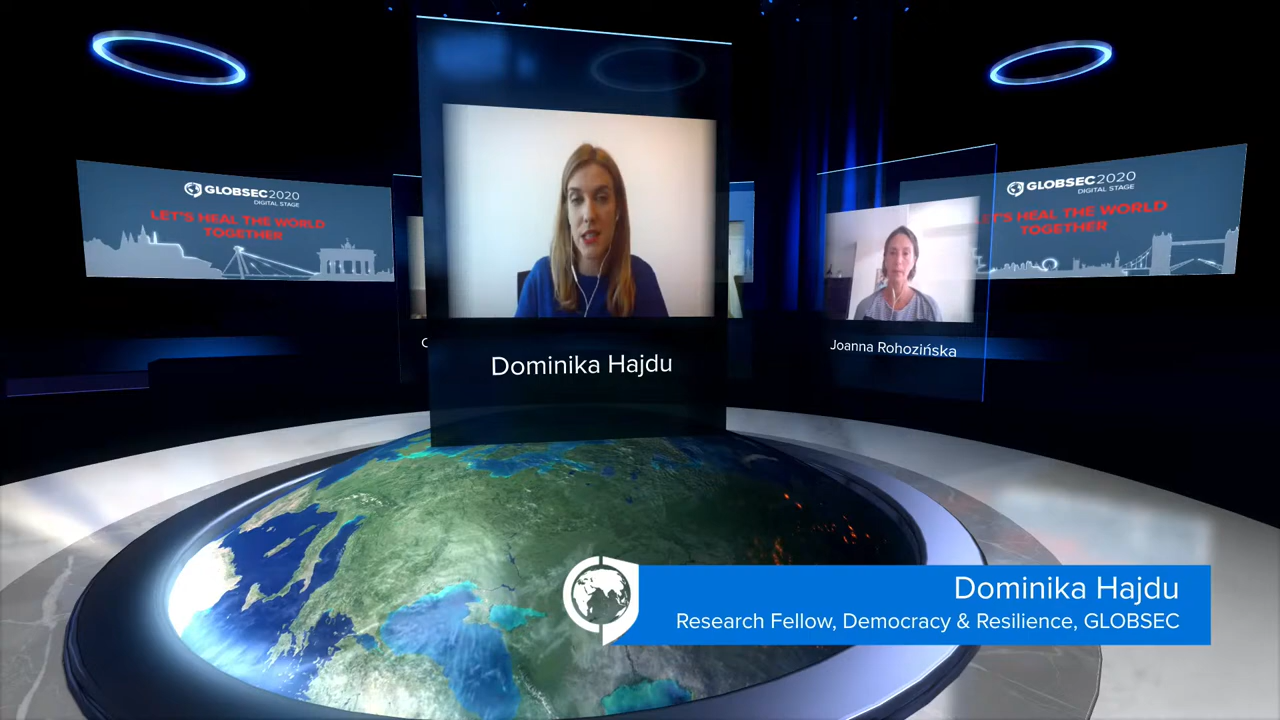 GLOBSEC2020
DIGITAL STAGE
LET'S HEAL THE WORLD
TOGETHER
GLOBSEC2020
DIGITAL STAGE
LET'S HEAL THE WORLD
TOGETHER
Joanna Rohozińska
Dominika Hajdu
Dominika Hajdu
Research Fellow, Democracy & Resilience, GLOBSEC